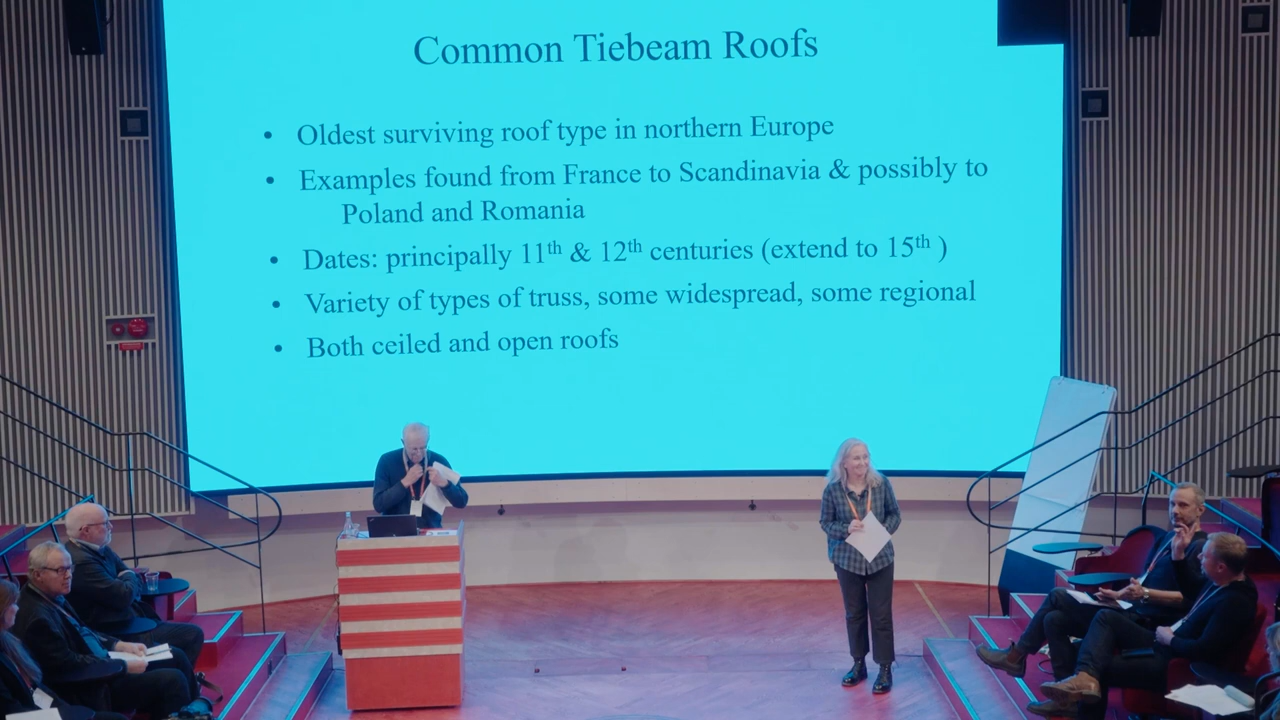 Common Tiebeam Roofs
• Oldest surviving roof type in northern Europe
• Examples found from France to Scandinavia & possibly to
Poland and Romania
• Dates: principally 11th & 12th centuries (extend to 15th )
• Variety of types of truss, some widespread, some regional
• Both ceiled and open roofs